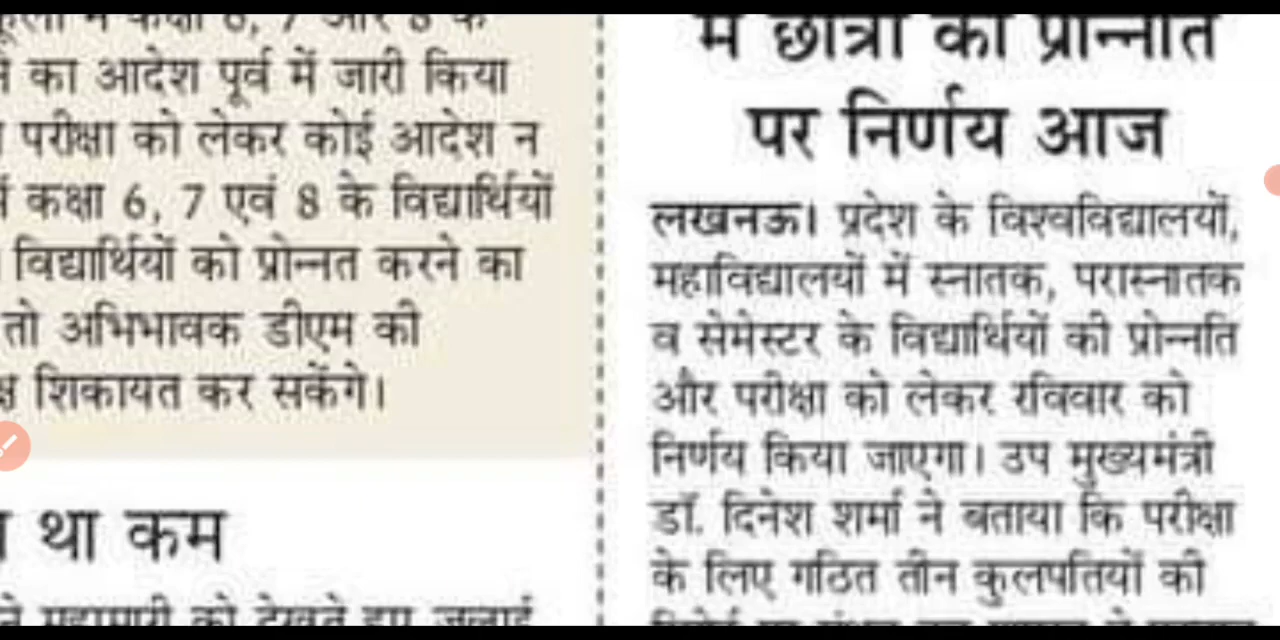 का आदेश पूर्व में जारी किया
परीक्षा को लेकर कोई आदेश न
कक्षा 6, 7 एवं 8 के विद्यार्थियों
विद्यार्थियों को प्रोन्नत करने का
तो अभिभावक डीएम की
शिकायत कर सकेंगे।
था कम
में छात्रों की प्रोन्नति
पर निर्णय आज
लखनऊ। प्रदेश के विश्वविद्यालयों,
महाविद्यालयों में स्नातक, परास्नातक
व सेमेस्टर के विद्यार्थियों की प्रोन्नति
और परीक्षा को लेकर रविवार को
निर्णय किया जाएगा। उप मुख्यमंत्री
डॉ. दिनेश शर्मा ने बताया कि परीक्षा
के लिए गठित तीन कुलपतियों की